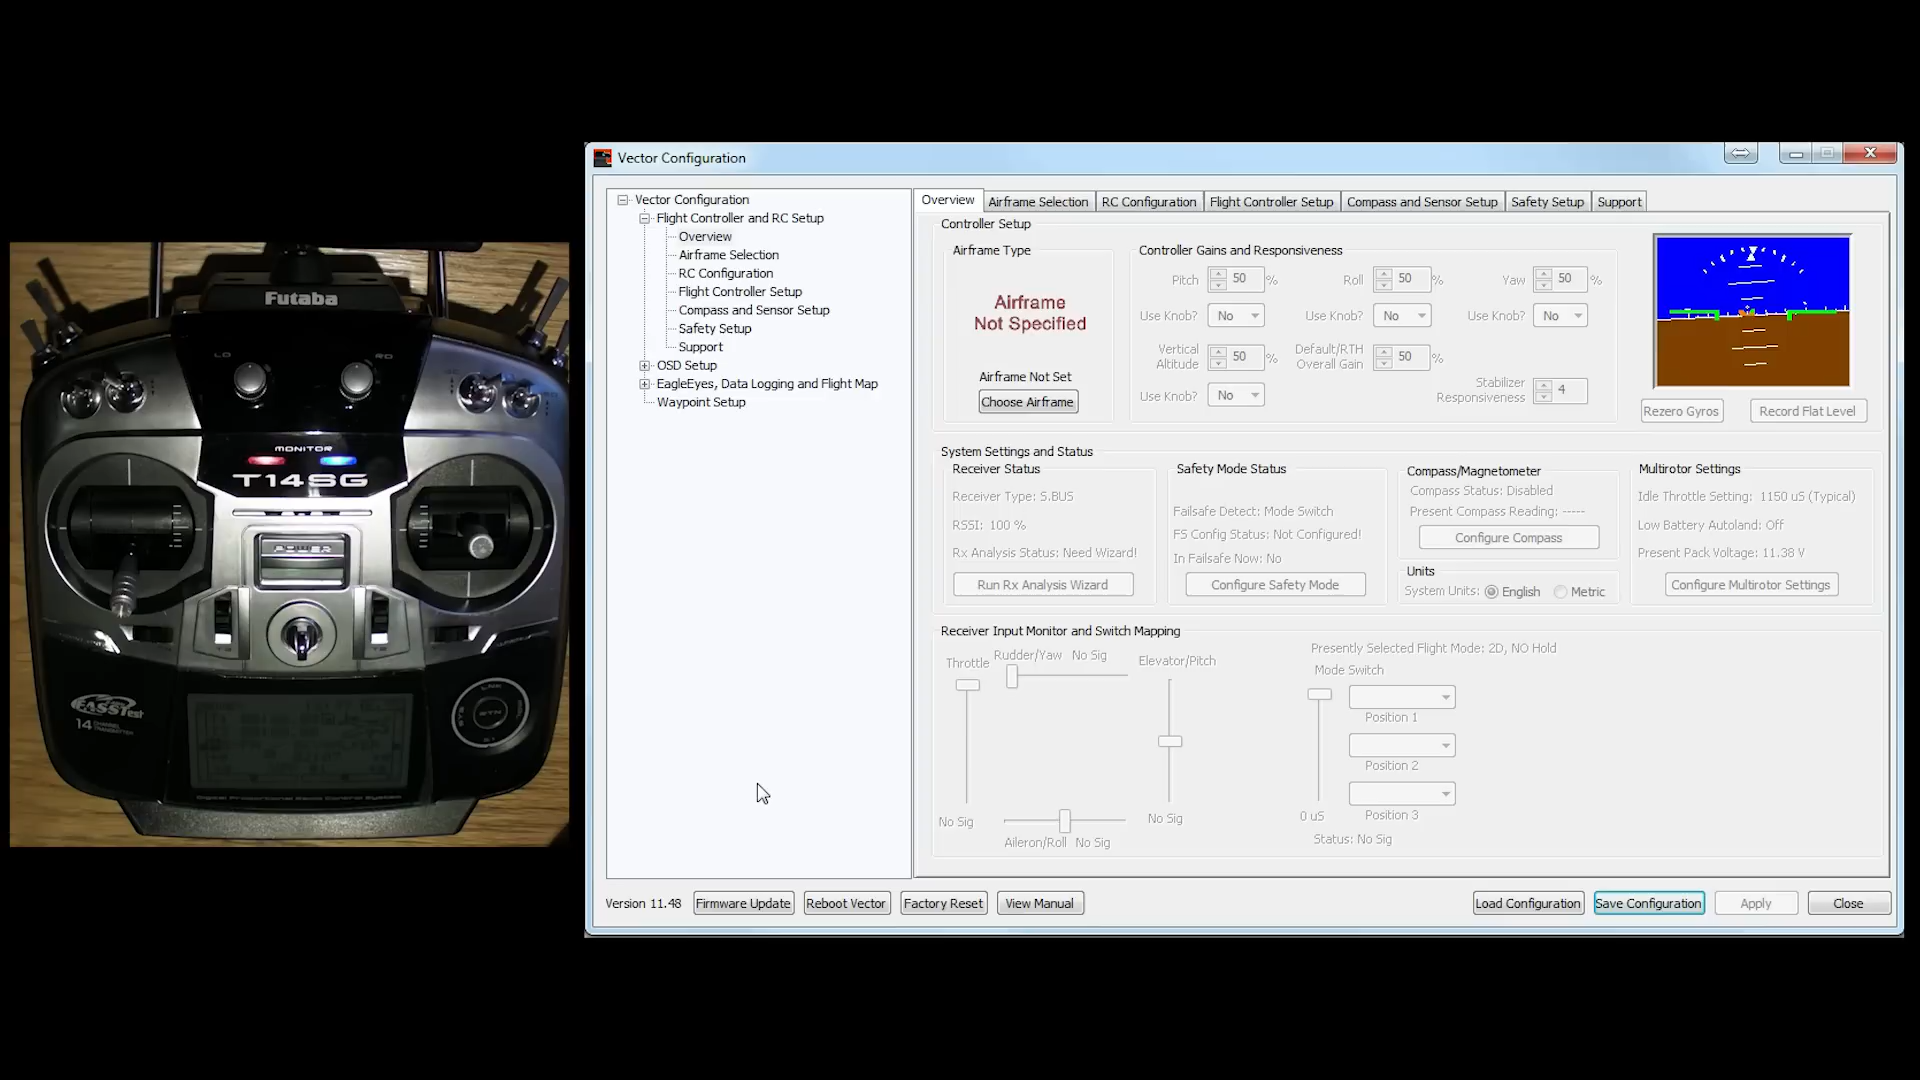 Futaba
MONITOR
T14SG
POWER
FASSTest
14 CHANNEL
TRANSMITTER
Vector Configuration
Vector Configuration
Flight Controller and RC Setup
Overview
Airframe Selection
RC Configuration
Flight Controller Setup
Compass and Sensor Setup
Safety Setup
Support
OSD Setup
EagleEyes, Data Logging and Flight Map
Waypoint Setup
Overview Airframe Selection RC Configuration Flight Controller Setup Compass and Sensor Setup Safety Setup Support
Controller Setup
Airframe Type
Airframe
Not Specified
Airframe Not Set
Choose Airframe
Controller Gains and Responsiveness
Pitch 50 % Roll 50 % Yaw 50 %
Use Knob? No Use Knob? No Use Knob? No
Vertical
Altitude 50 %
Default/RTH
Overall Gain 50 %
Use Knob? No
Stabilizer
Responsiveness 4
Rezero Gyros Record Flat Level
System Settings and Status
Receiver Status
Receiver Type: S.BUS
RSSI: 100 %
Rx Analysis Status: Need Wizard!
Run Rx Analysis Wizard
Safety Mode Status
Failsafe Detect: Mode Switch
FS Config Status: Not Configured!
In Failsafe Now: No
Configure Safety Mode
Compass/Magnetometer
Compass Status: Disabled
Present Compass Reading: -----
Configure Compass
Units
System Units: English Metric
Multirotor Settings
Idle Throttle Setting: 1150 uS (Typical)
Low Battery Autoland: Off
Present Pack Voltage: 11.38 V
Configure Multirotor Settings
Receiver Input Monitor and Switch Mapping
Throttle
No Sig
Rudder/Yaw No Sig
Aileron/Roll No Sig
Elevator/Pitch
No Sig
Presently Selected Flight Mode: 2D, NO Hold
Mode Switch
Position 1
Position 2
Position 3
0 uS
Status: No Sig
Version 11.48 Firmware Update Reboot Vector Factory Reset View Manual Load Configuration Save Configuration Apply Close